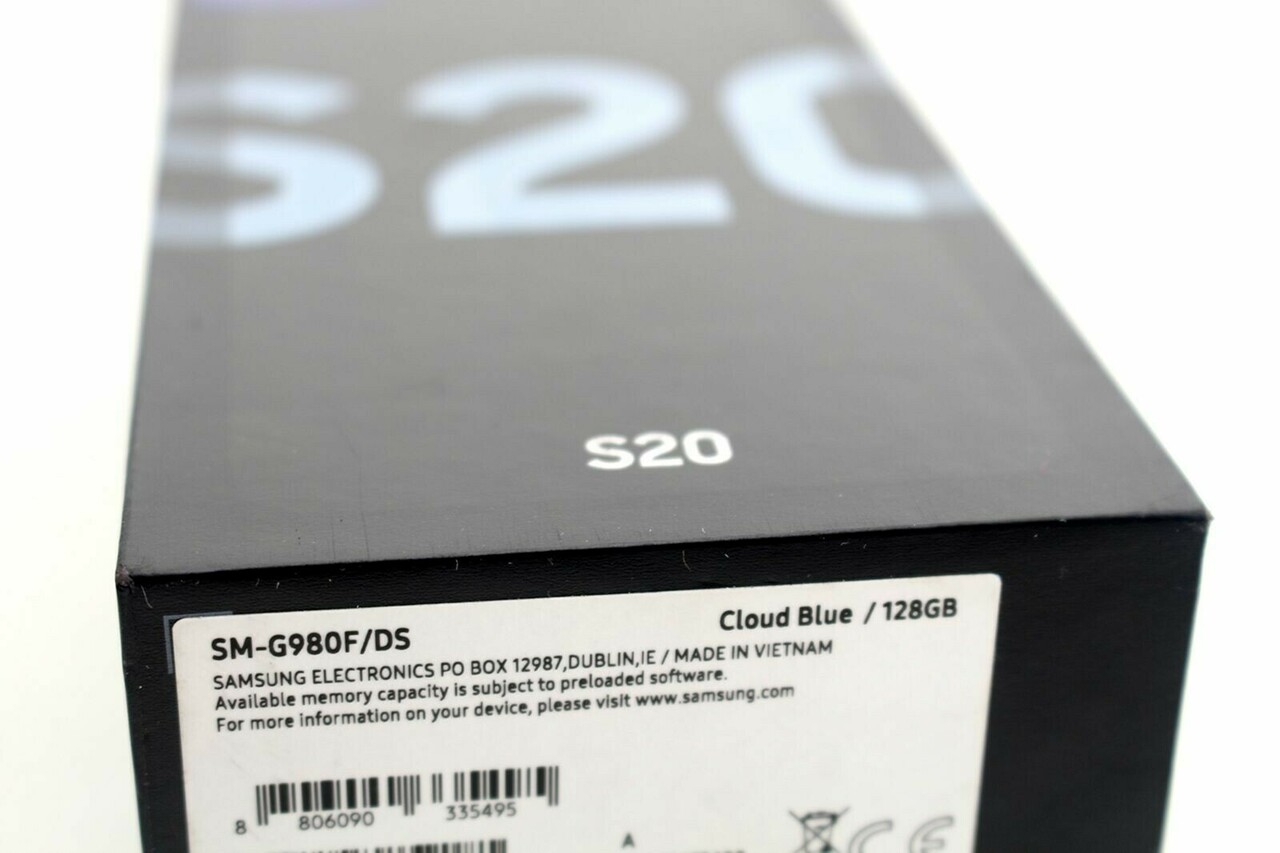 S20
S20
SM-G980F/DS
Cloud Blue / 128GB
SAMSUNG ELECTRONICS PO BOX 12987,DUBLIN,IE / MADE IN VIETNAM
Available memory capacity is subject to preloaded software.
For more information on your device, please visit www.samsung.com
8 806090 335495
A
CE